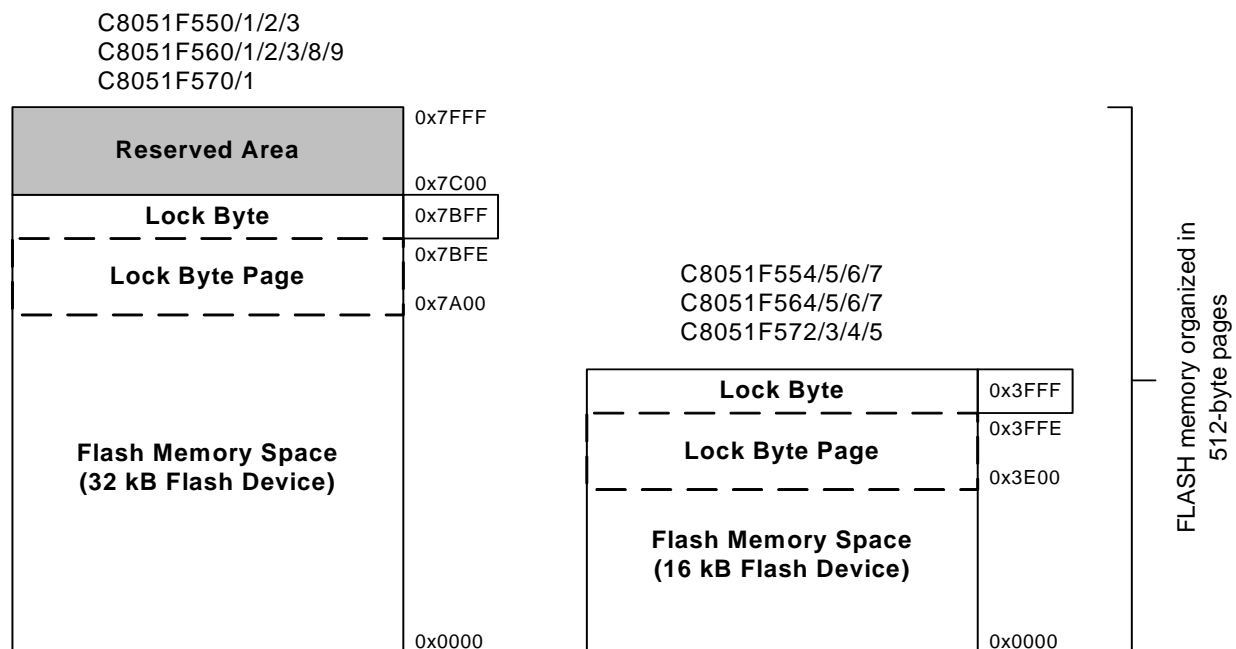 C8051F550/1/2/3
C8051F560/1/2/3/8/9
C8051F570/1
0x7FFF
Reserved Area
0x7C00
Lock Byte
0x7BFF
0x7BFE
Lock Byte Page
0x7A00
Flash Memory Space
(32 kB Flash Device)
0x0000
C8051F554/5/6/7
C8051F564/5/6/7
C8051F572/3/4/5
Lock Byte
0x3FFF
0x3FFE
Lock Byte Page
0x3E00
Flash Memory Space
(16 kB Flash Device)
0x0000
FLASH memory organized in
512-byte pages